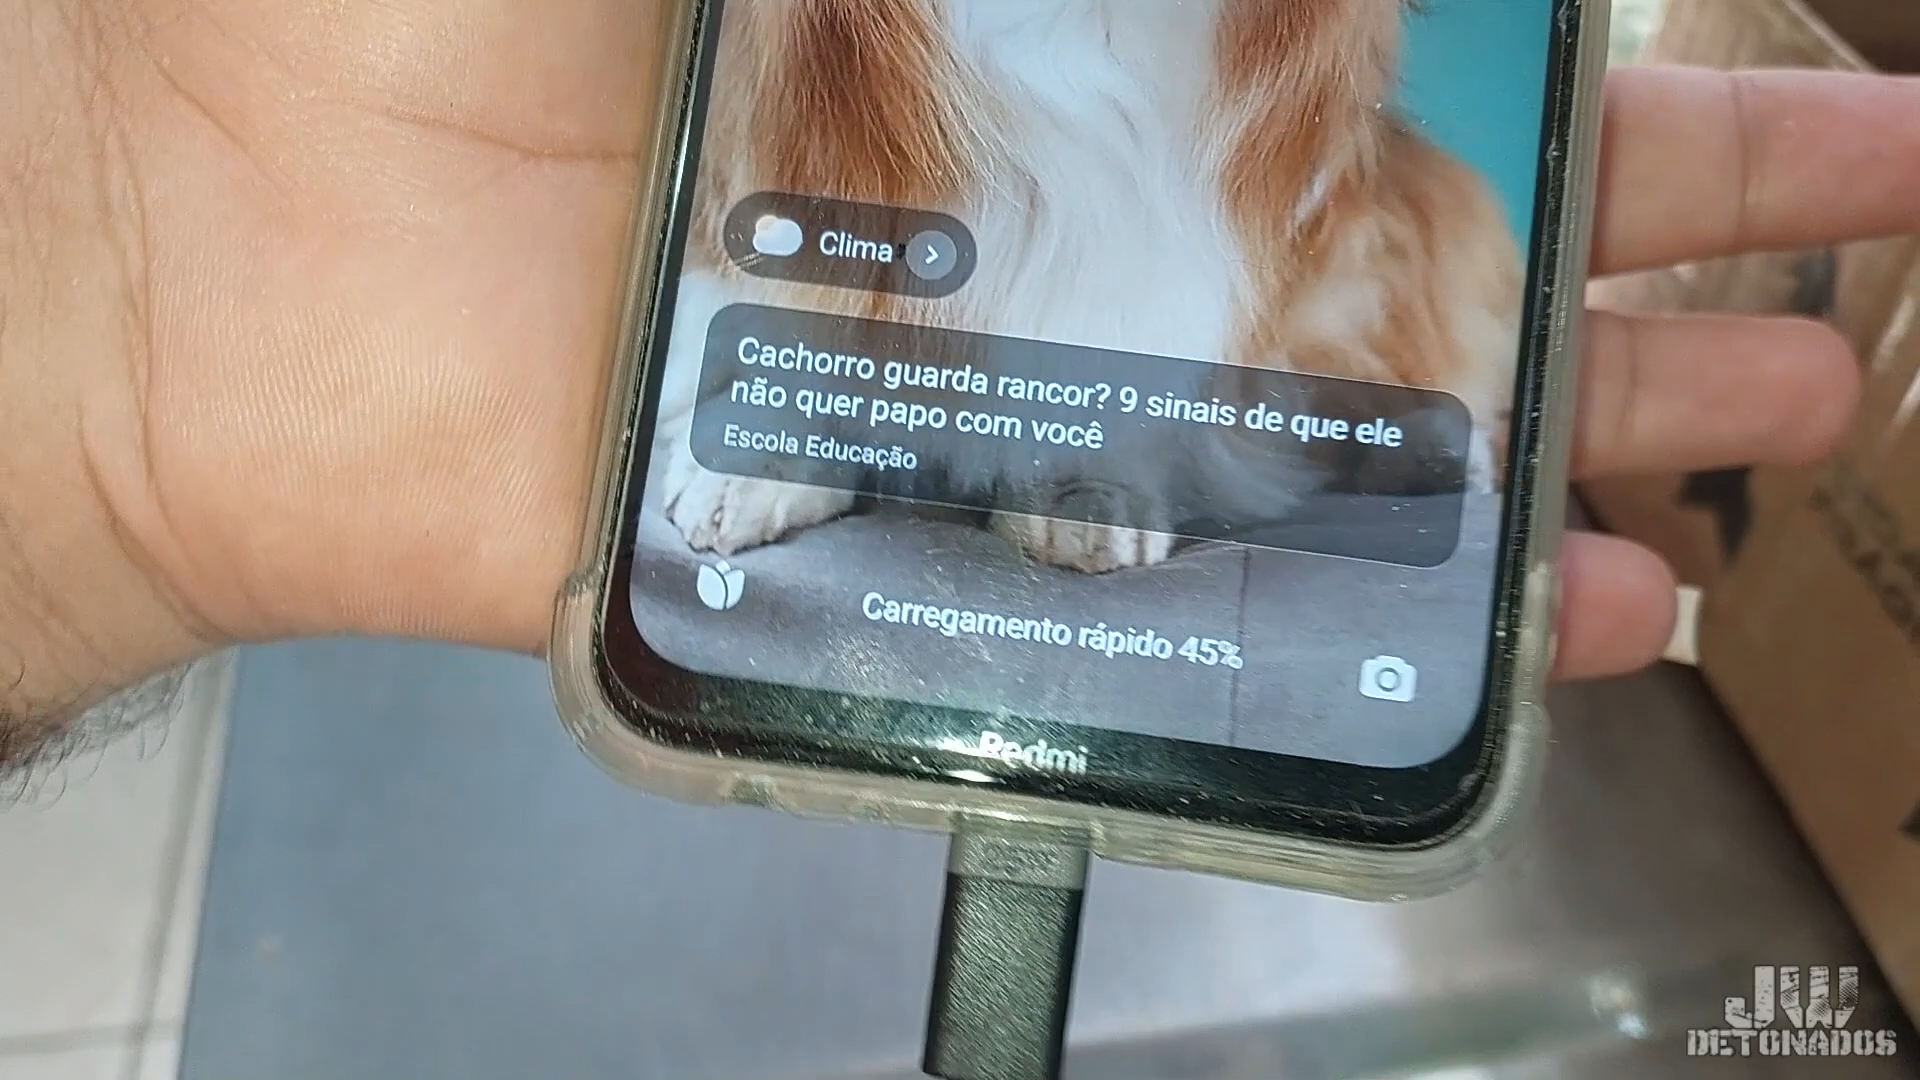 Clima
Cachorro guarda rancor? 9 sinais de que ele
não quer papo com você
Escola Educação
Carregamento rápido 45%
Redmi
JW
DETONADOS